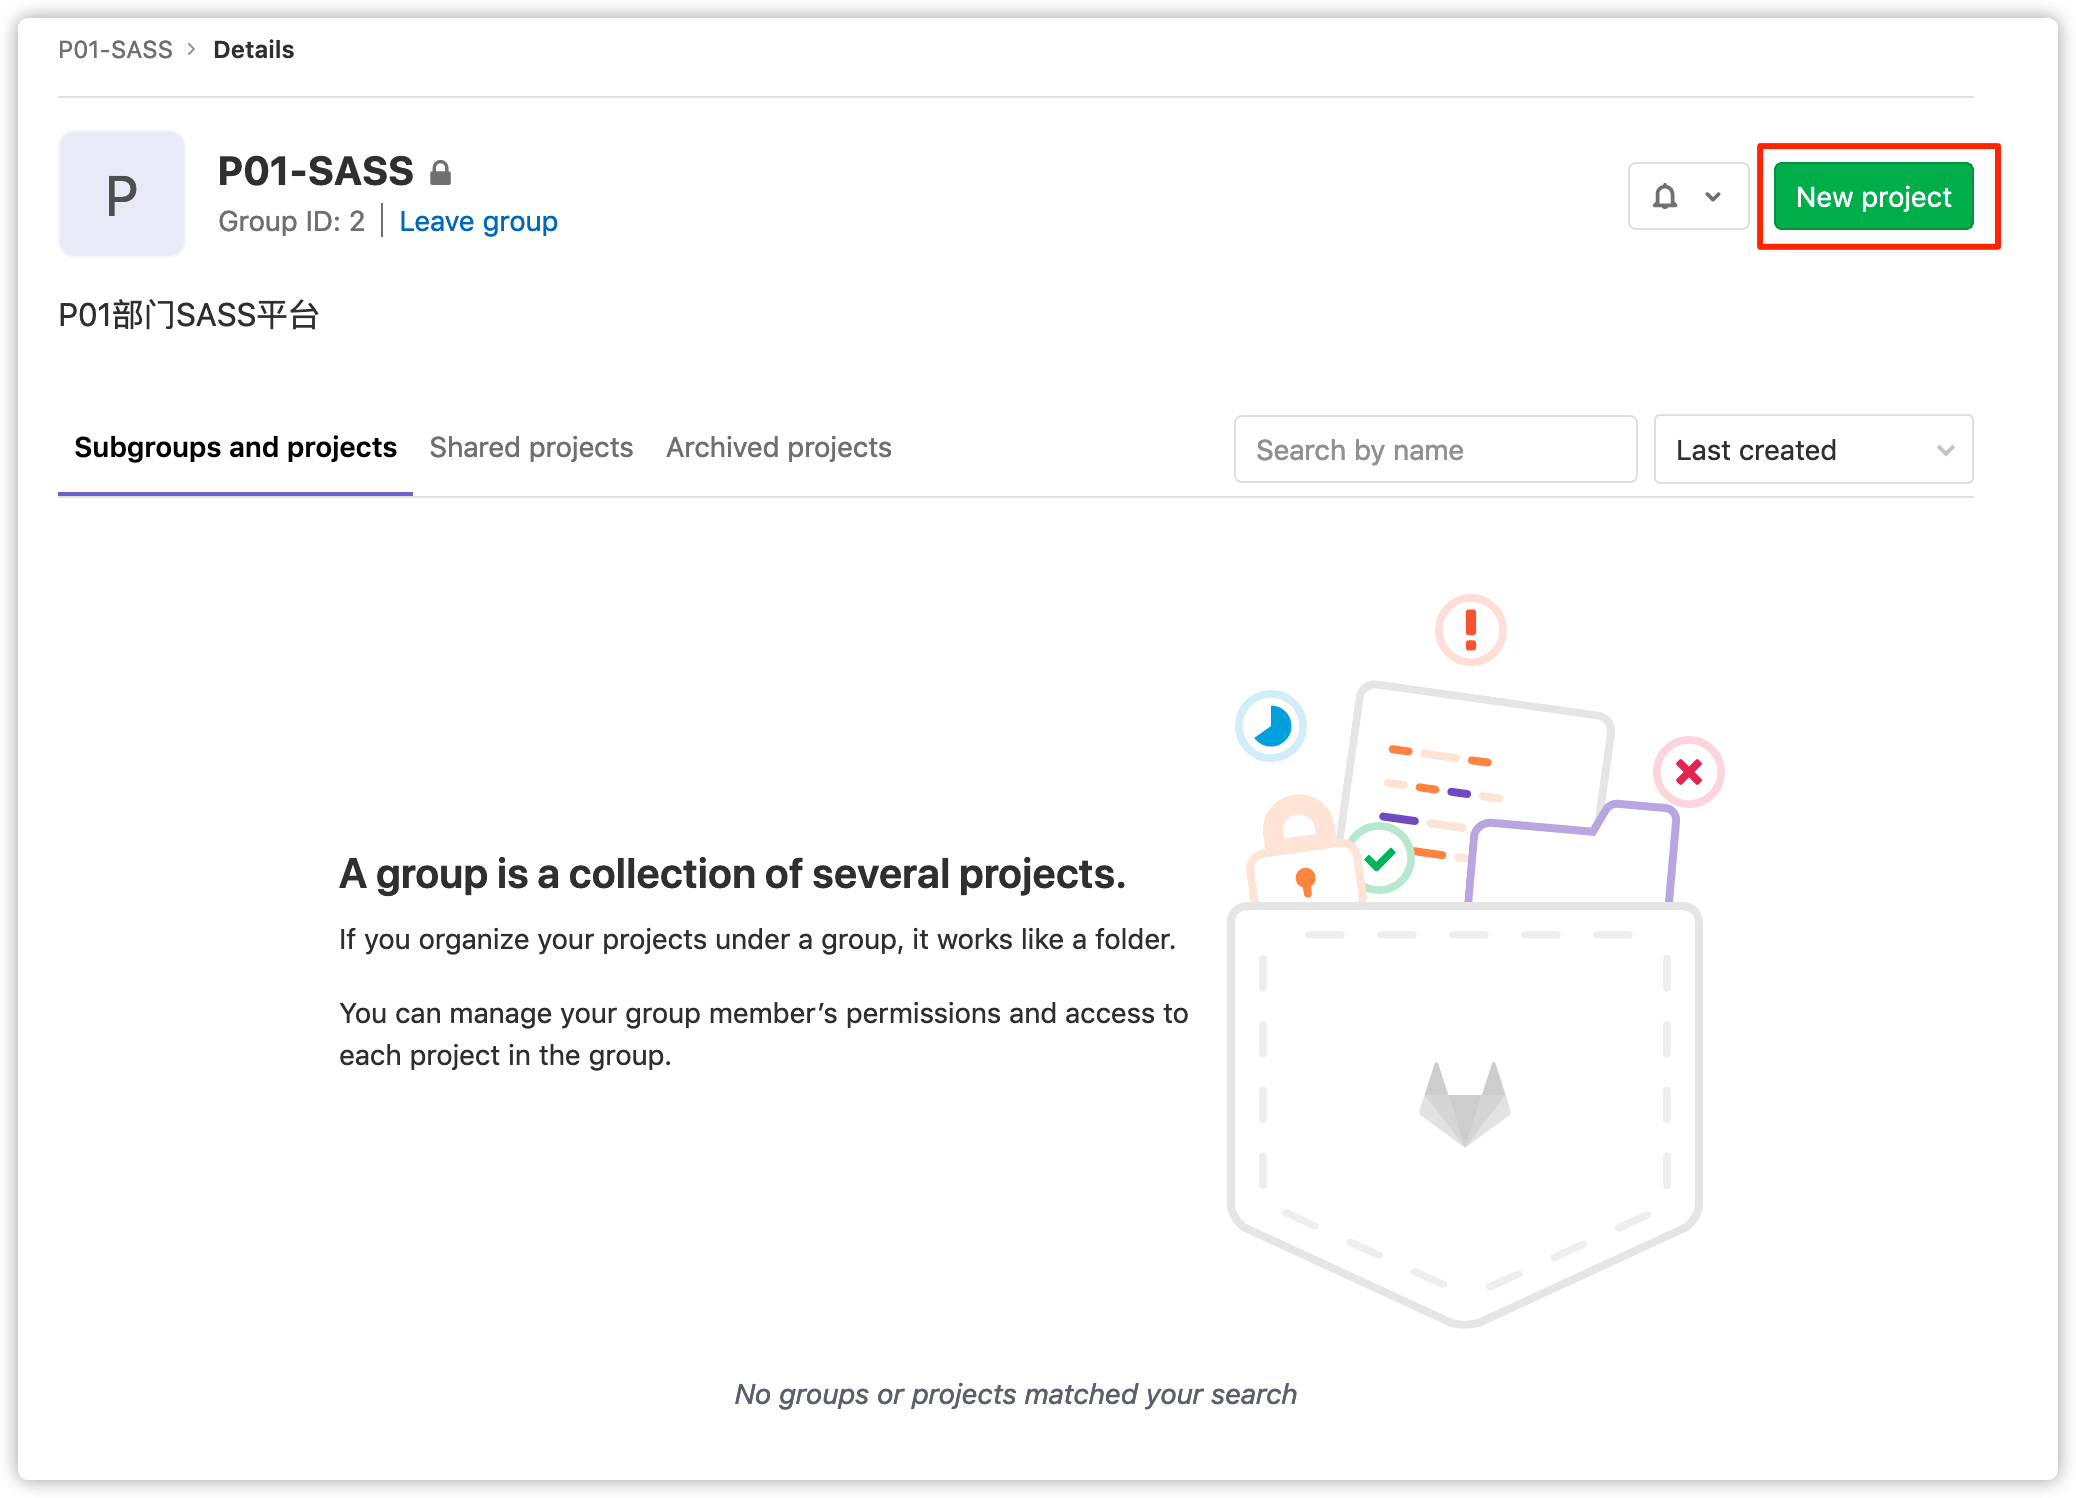 P01-SASS > Details
P
P01-SASS
Group ID: 2 | Leave group
New project
P01部门SASS平台
Subgroups and projects
Shared projects
Archived projects
Search by name
Last created
A group is a collection of several projects.
If you organize your projects under a group, it works like a folder.
You can manage your group member’s permissions and access to
each project in the group.
No groups or projects matched your search